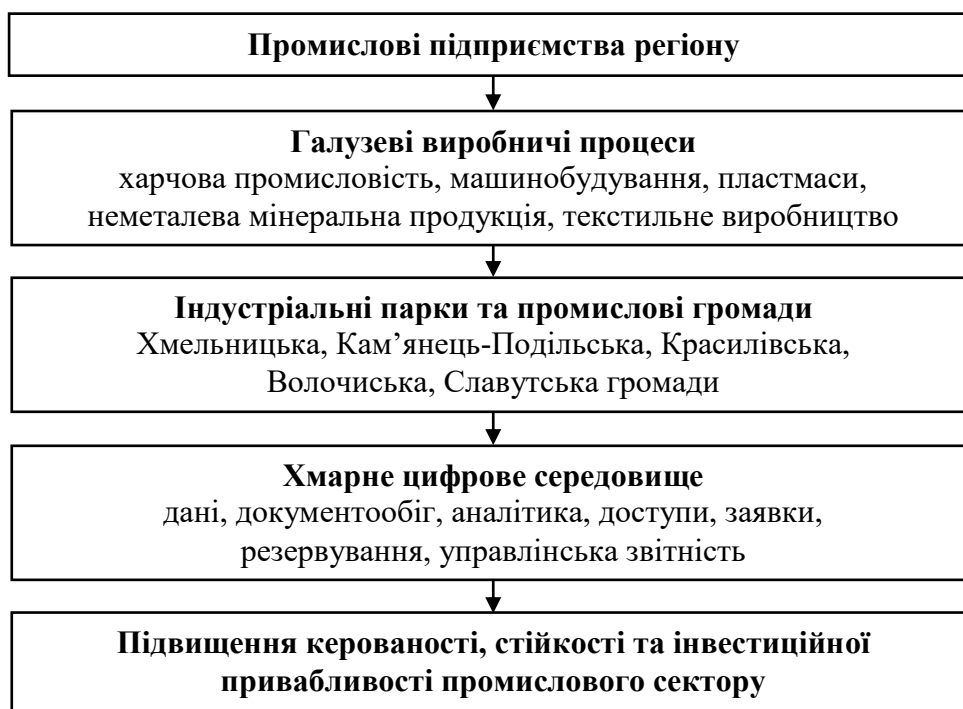 Промислові підприємства регіону
Галузеві виробничі процеси
харчова промисловість, машинобудування, пластмаси,
неметалева мінеральна продукція, текстильне виробництво
Індустріальні парки та промислові громади
Хмельницька, Кам’янець-Подільська, Красилівська,
Волочиська, Славутська громади
Хмарне цифрове середовище
дані, документообіг, аналітика, доступи, заявки,
резервування, управлінська звітність
Підвищення керованості, стійкості та інвестиційної
привабливості промислового сектору